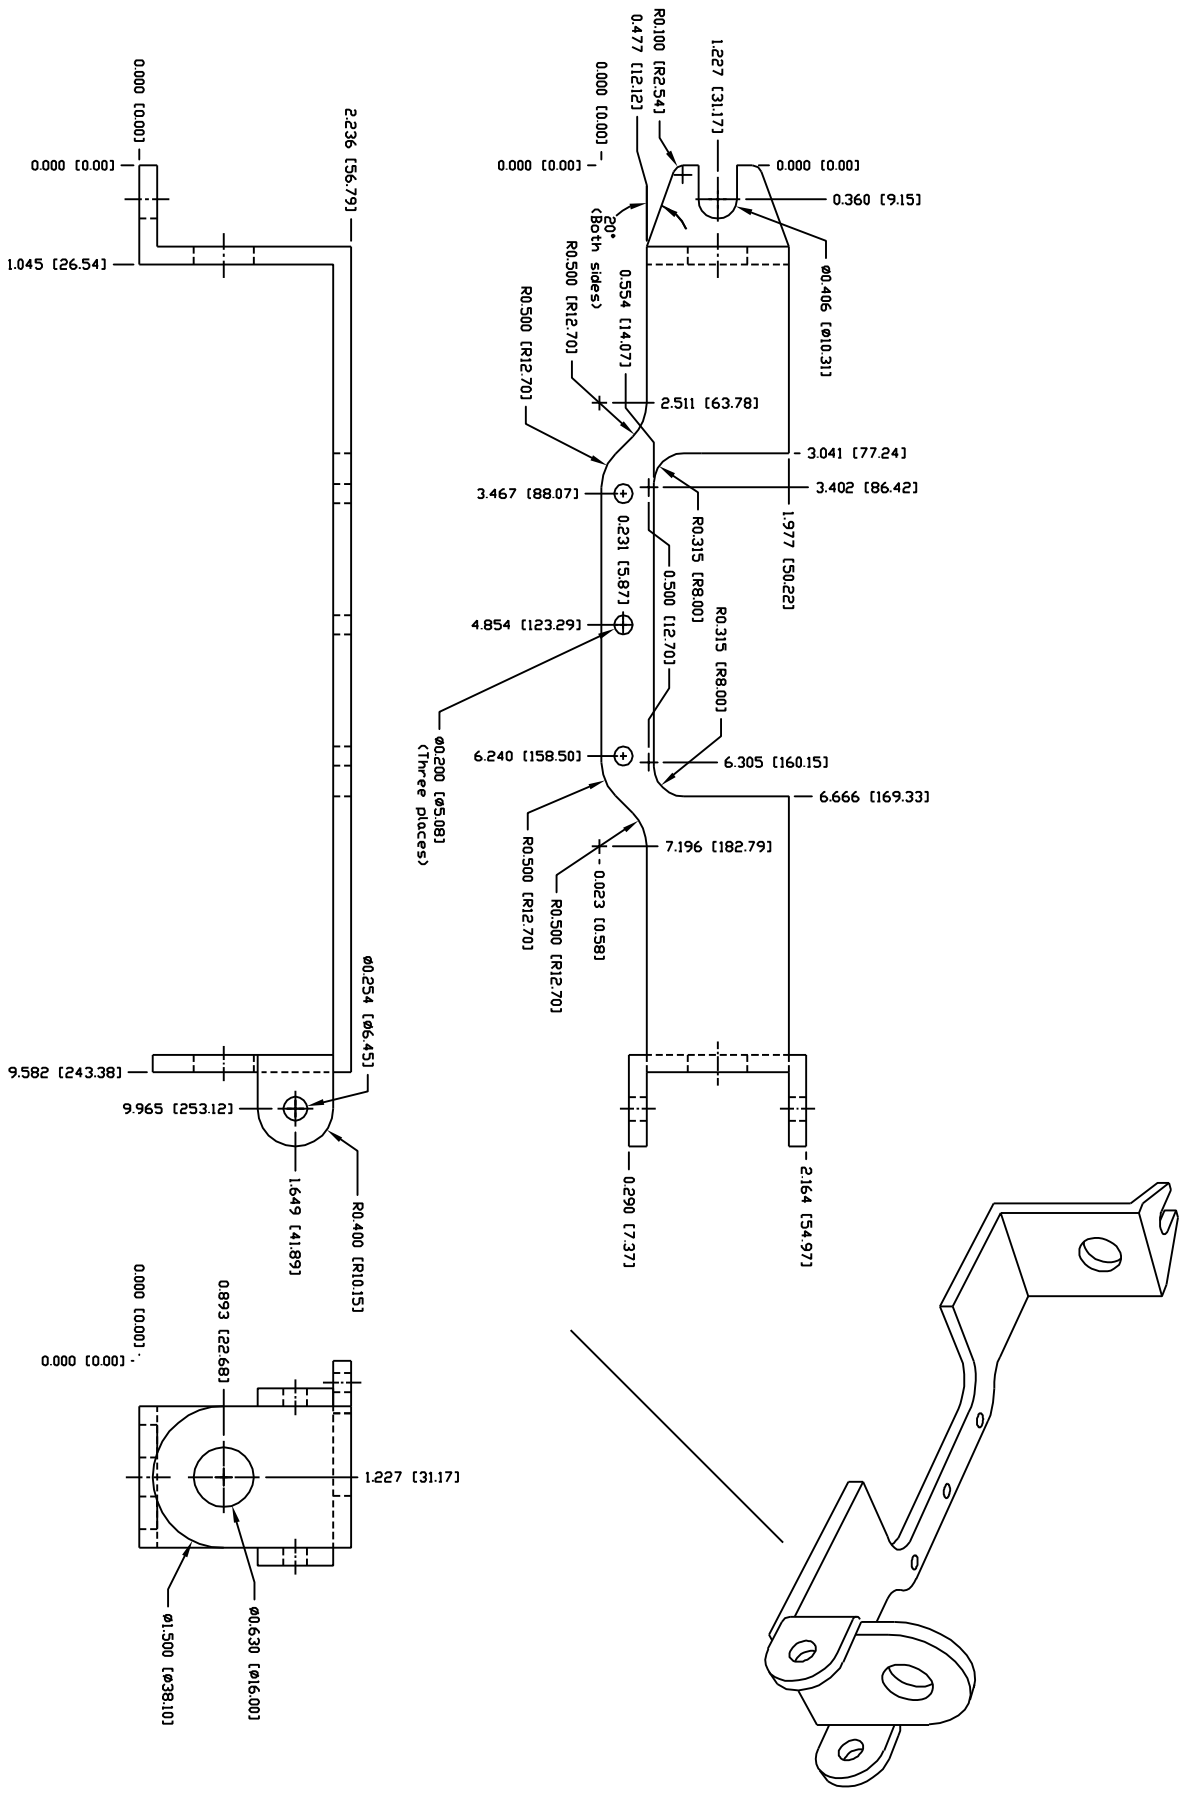 R0.100 [R2.54]
0.477 [12.12]
1.227 [31.17]
0.000 [0.00]
0.000 [0.00]
2.236 [56.79]
0.000 [0.00]
0.000 [0.00]
0.000 [0.00]
0.360 [9.15]
20°
(Both sides)
1.045 [26.54]
R0.500 [R12.70]
0.554 [14.07]
ø0.406 [ø10.31]
R0.500 [R12.70]
2.511 [63.78]
3.041 [77.24]
3.467 [88.07]
3.402 [86.42]
0.231 [5.87]
R0.315 [R8.00]
1.977 [50.22]
0.500 [12.70]
R0.315 [R8.00]
4.854 [123.29]
ø0.200 [ø5.08]
(Three places)
6.240 [158.50]
6.305 [160.15]
6.666 [169.33]
7.196 [182.79]
R0.500 [R12.70]
R0.500 [R12.70]
0.023 [0.58]
ø0.254 [ø6.45]
9.582 [243.38]
9.965 [253.12]
1.649 [41.89]
R0.400 [R10.15]
0.290 [7.37]
2.164 [54.97]
0.000 [0.00]
0.893 [22.68]
0.000 [0.00]
1.227 [31.17]
ø1.500 [ø38.10]
ø0.630 [ø16.00]